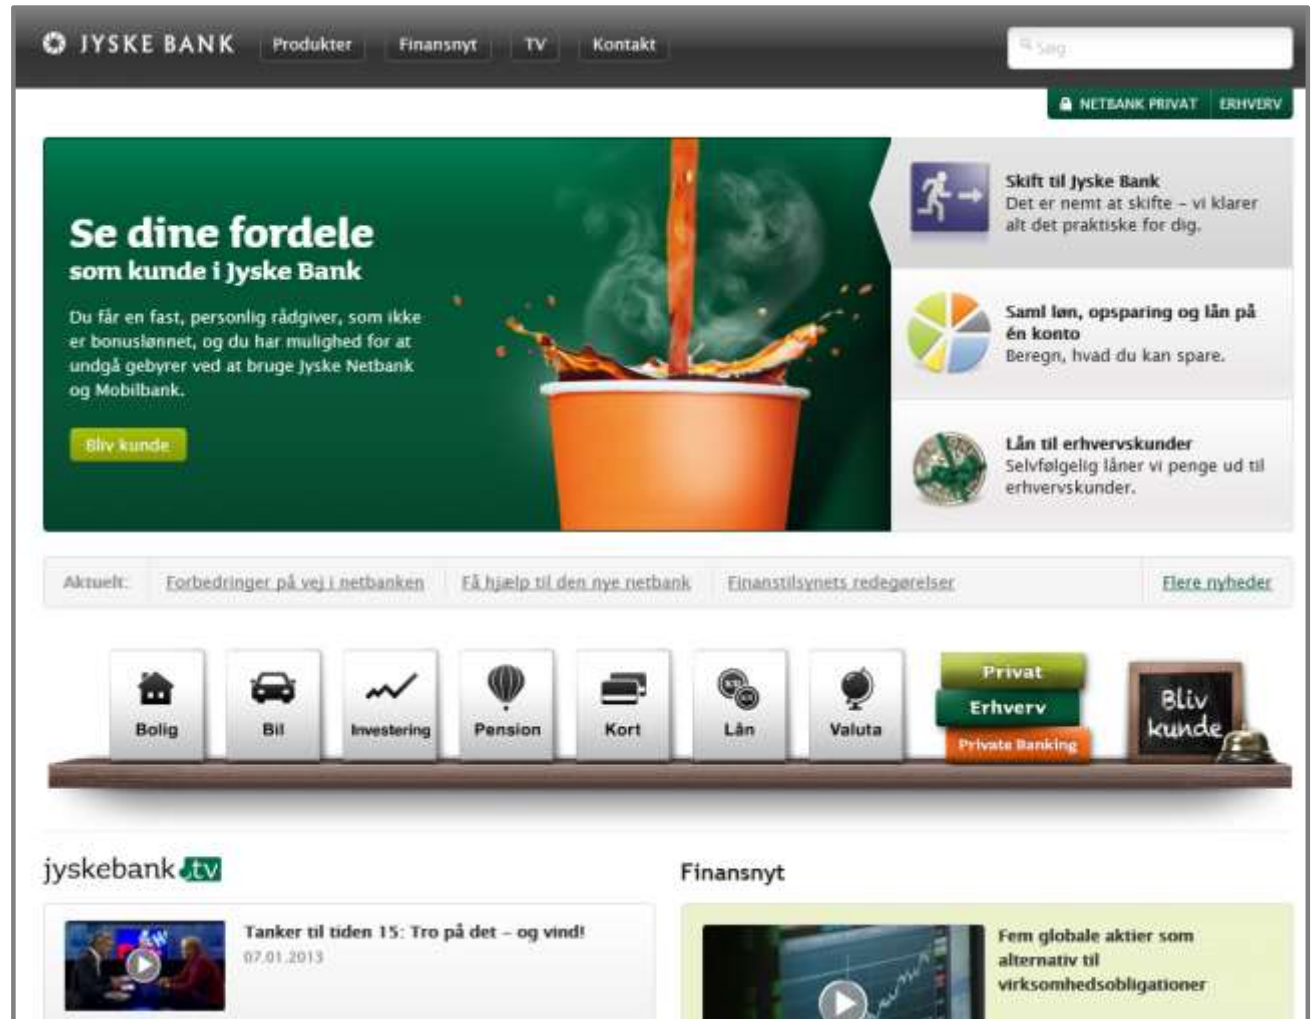 JYSKE BANK
Produkter
Finansnyt
TV
Kontakt
Søg
NETBANK PRIVAT
ERHVERV
Se dine fordele
som kunde i Jyske Bank
Du får en fast, personlig rådgiver, som ikke
er bonuslønnet, og du har mulighed for at
undgå gebyrer ved at bruge Jyske Netbank
og Mobilbank.
Bliv kunde
Skift til Jyske Bank
Det er nemt at skifte – vi klarer
alt det praktiske for dig.
Saml løn, opsparing og lån på
én konto
Beregn, hvad du kan spare.
Lån til erhvervskunder
Selvfølgelig låner vi penge ud til
erhvervskunder.
Aktuelt:
Forbedringer på vej i netbanken
Få hjælp til den nye netbank
Finanstilsynets redegørelser
Flere nyheder
Bolig
Bil
Investering
Pension
Kort
Lån
Valuta
Privat
Erhverv
Private Banking
Bliv
kunde
jyskebank.tv
Finansnyt
Tanker til tiden 15: Tro på det – og vind!
07.01.2013
Fem globale aktier som
alternativ til
virksomhedsobligationer